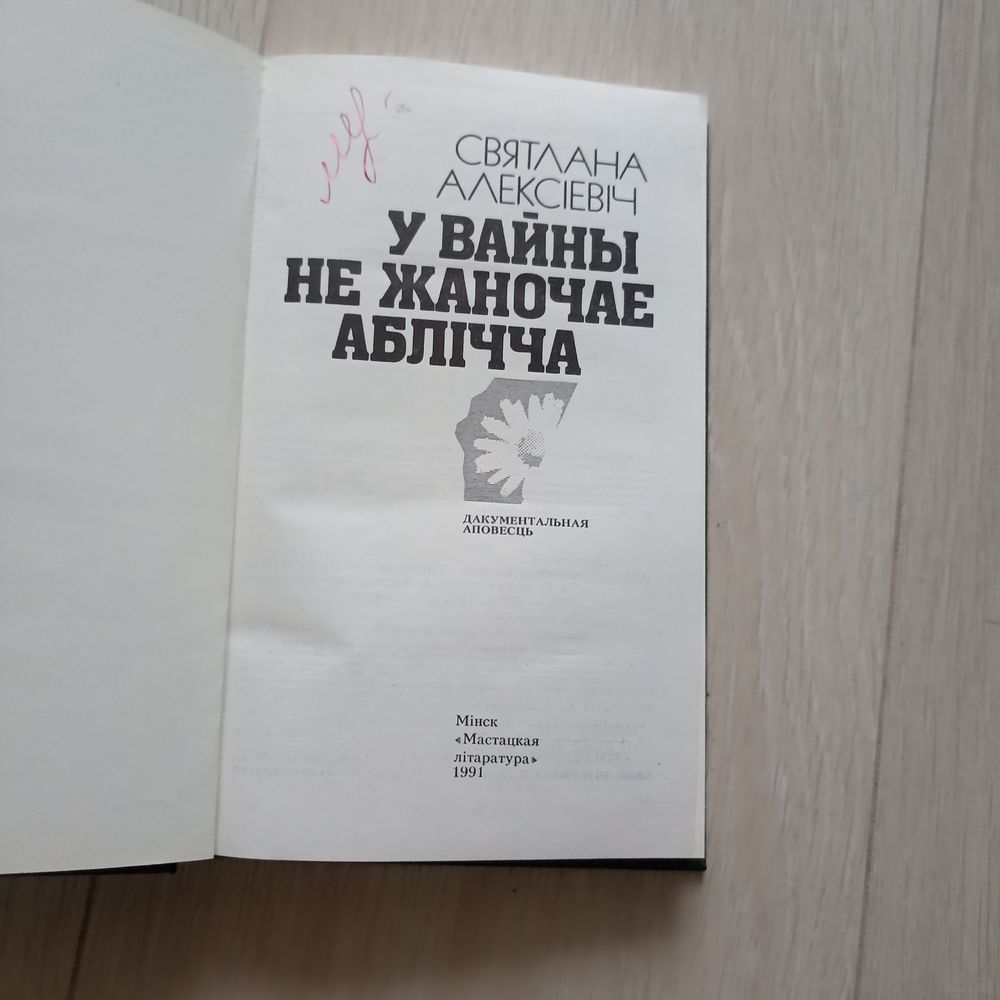 СВЯТЛАНА
АЛЕКСІЕВІЧ
У ВАЙНЫ
НЕ ЖАНОЧАЕ
АБЛІЧЧА
ДАКУМЕНТАЛЬНАЯ
АПОВЕСЦЬ
Мінск
«Мастацкая
літаратура»
1991